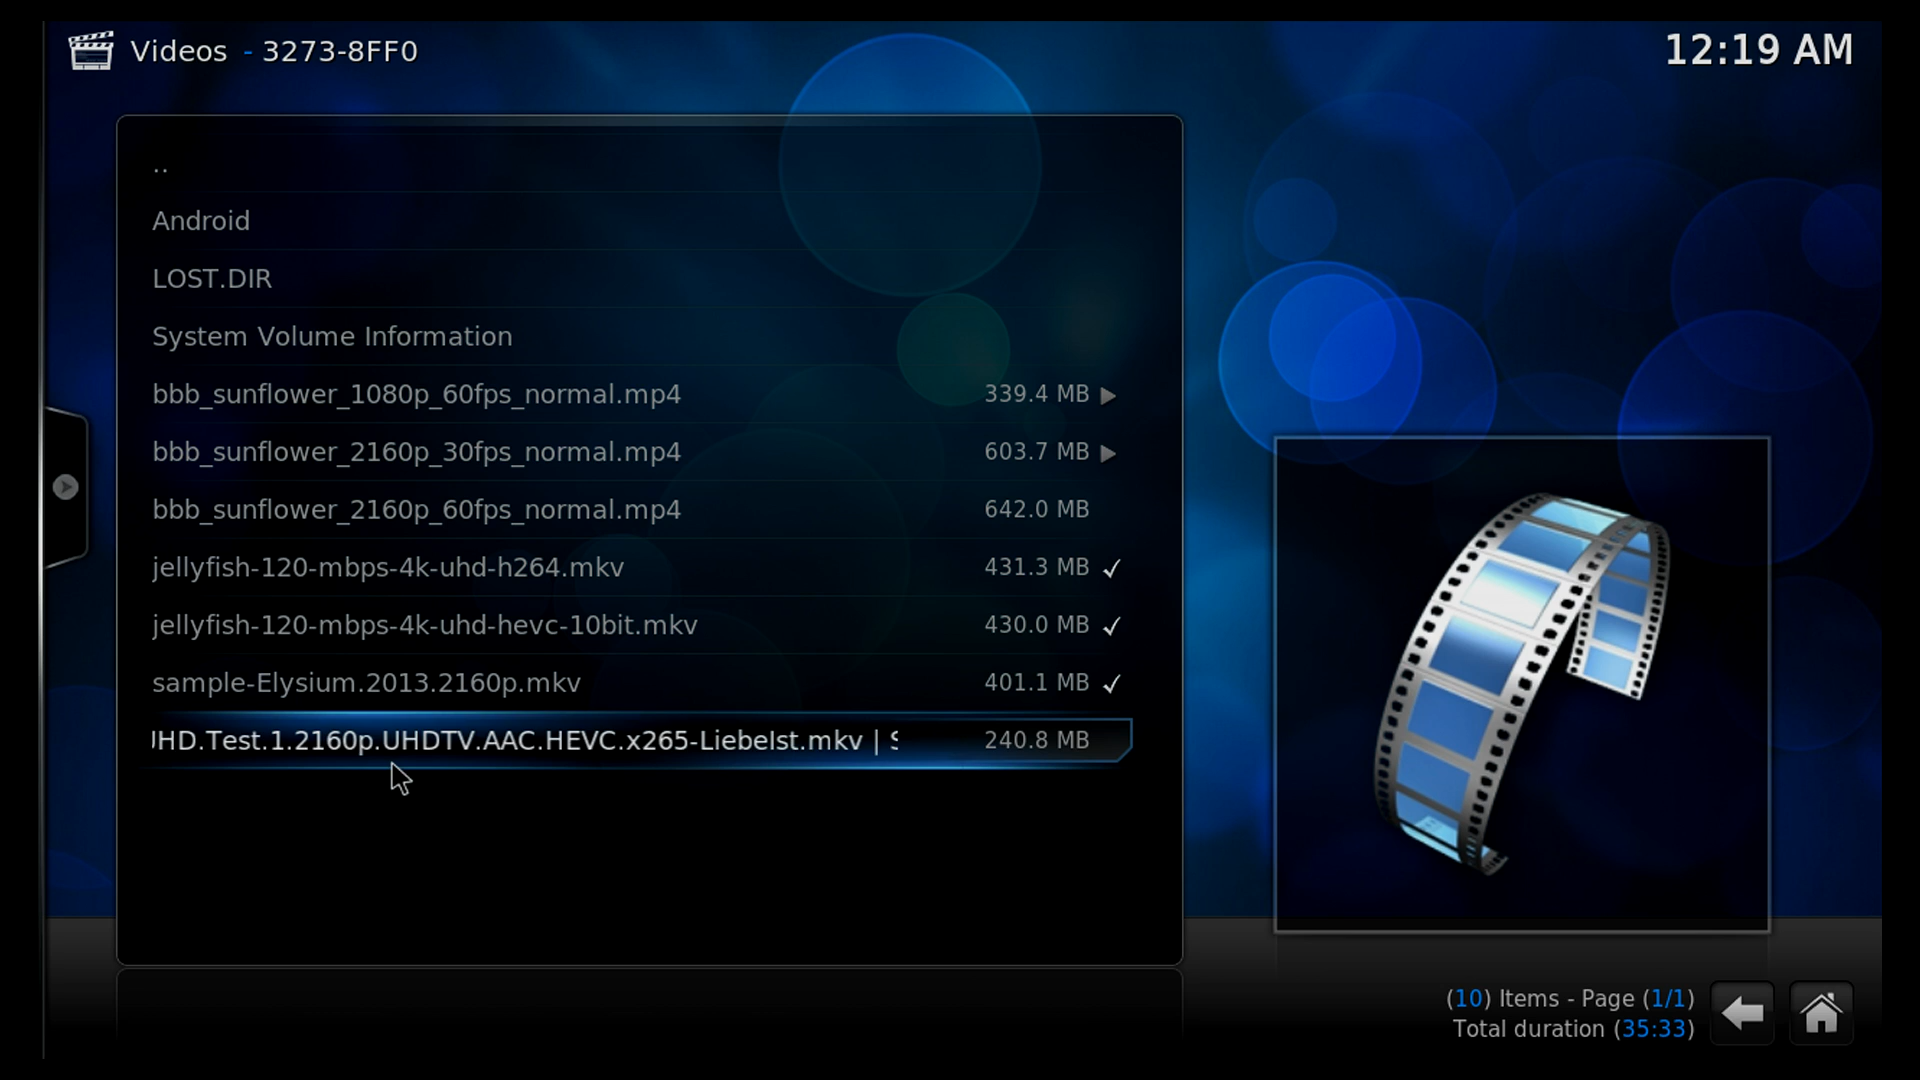 Videos - 3273-8FF0
12:19 AM
..
Android
LOST.DIR
System Volume Information
bbb_sunflower_1080p_60fps_normal.mp4 339.4 MB
bbb_sunflower_2160p_30fps_normal.mp4 603.7 MB
bbb_sunflower_2160p_60fps_normal.mp4 642.0 MB
jellyfish-120-mbps-4k-uhd-h264.mkv 431.3 MB
jellyfish-120-mbps-4k-uhd-hevc-10bit.mkv 430.0 MB
sample-Elysium.2013.2160p.mkv 401.1 MB
HD.Test.1.2160p.UHDTV.AAC.HEVC.x265-LiebeIst.mkv | 240.8 MB
(10) Items - Page (1/1)
Total duration (35:33)